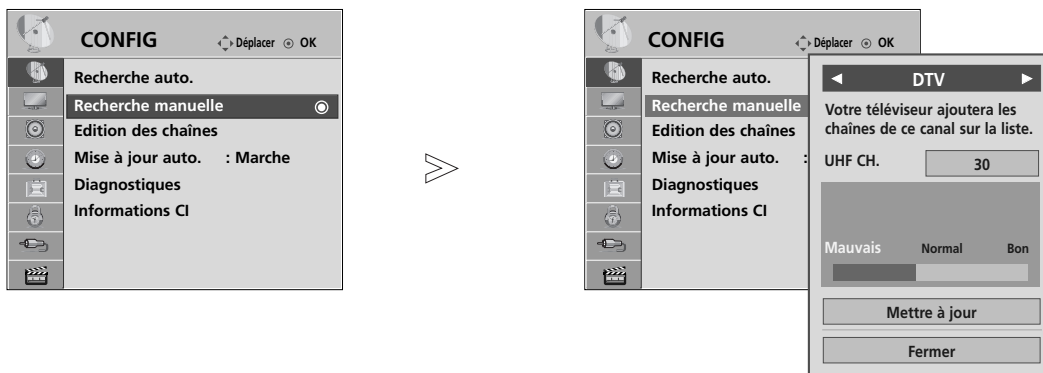 CONFIG
Déplacer OK
Recherche auto.
Recherche manuelle
Edition des chaînes
Mise à jour auto. : Marche
Diagnostiques
Informations CI
CONFIG
Déplacer OK
Recherche auto.
Recherche manuelle
Edition des chaînes
Mise à jour auto. :
Diagnostiques
Informations CI
DTV
Votre téléviseur ajoutera les
chaînes de ce canal sur la liste.
UHF CH. 30
Mauvais Normal Bon
Mettre à jour
Fermer